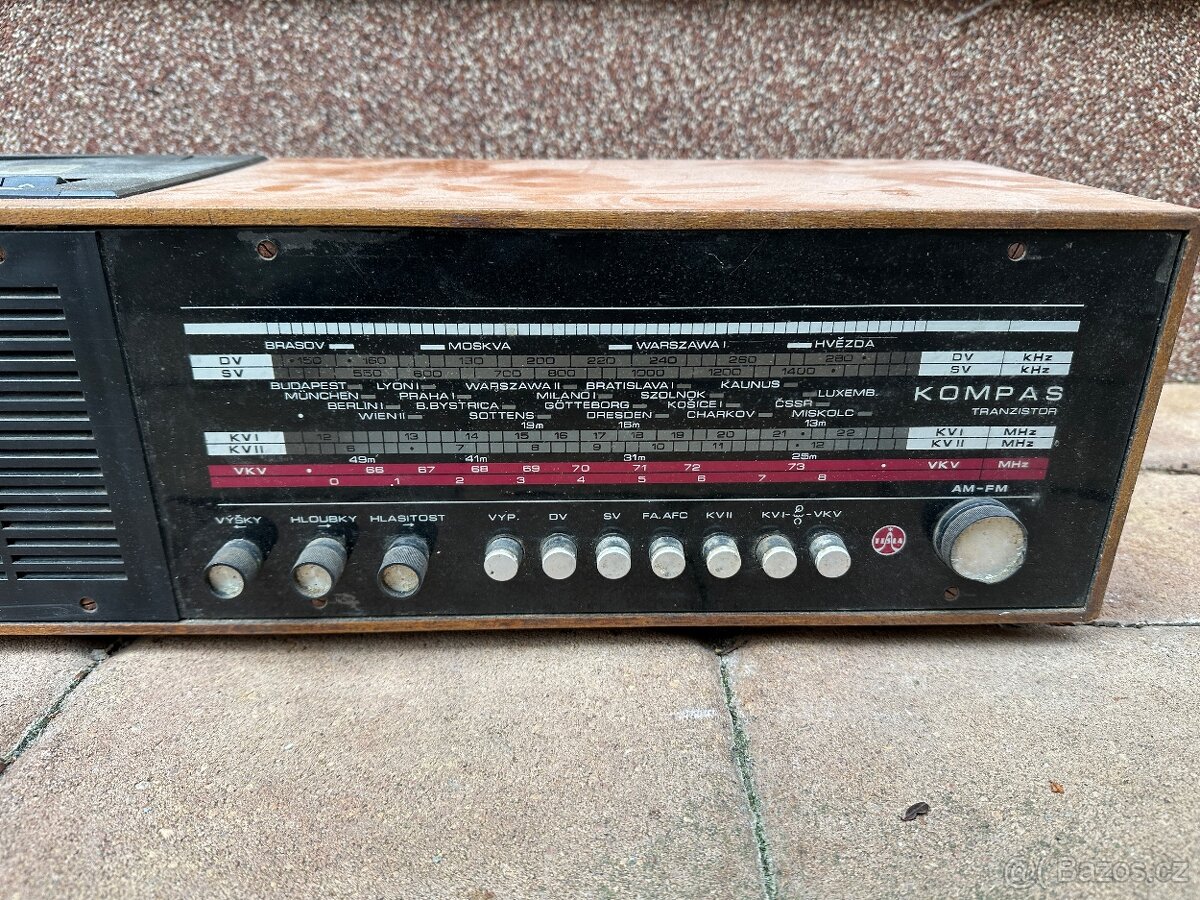 BRASOV MOSKVA WARSZAWA I HVĚZDA
DV 150 160 180 200 220 240 260 280 DV kHz
SV 550 600 700 800 1000 1200 1400 SV kHz
BUDAPEST LYON I WARSZAWA II BRATISLAVA I KAUNUS
MÜNCHEN PRAHA I MILANO I SZOLNOK LUXEMB.
BERLIN I B.BYSTRICA GÖTTEBORG KOŠICE I ČSSR
WIEN II SOTTENS DRESDEN CHARKOV MISKOLC
KOMPAS
TRANZISTOR
19m 16m 13m
KV I 12 13 14 15 16 17 18 19 20 21 22 KV I MHz
KV II 6 7 8 9 10 11 12 KV II MHz
49m 41m 31m 25m
VKV 66 67 68 69 70 71 72 73 VKV MHz
0 1 2 3 4 5 6 7 8
AM-FM
VÝŠKY HLOUBKY HLASITOST VYP. DV SV FA.AFC KV II KV I- -VKV
TESLA
© Bazos.cz